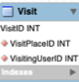 Visit
VisitID INT
VisitPlaceID INT
VisitingUserID INT
Indexes